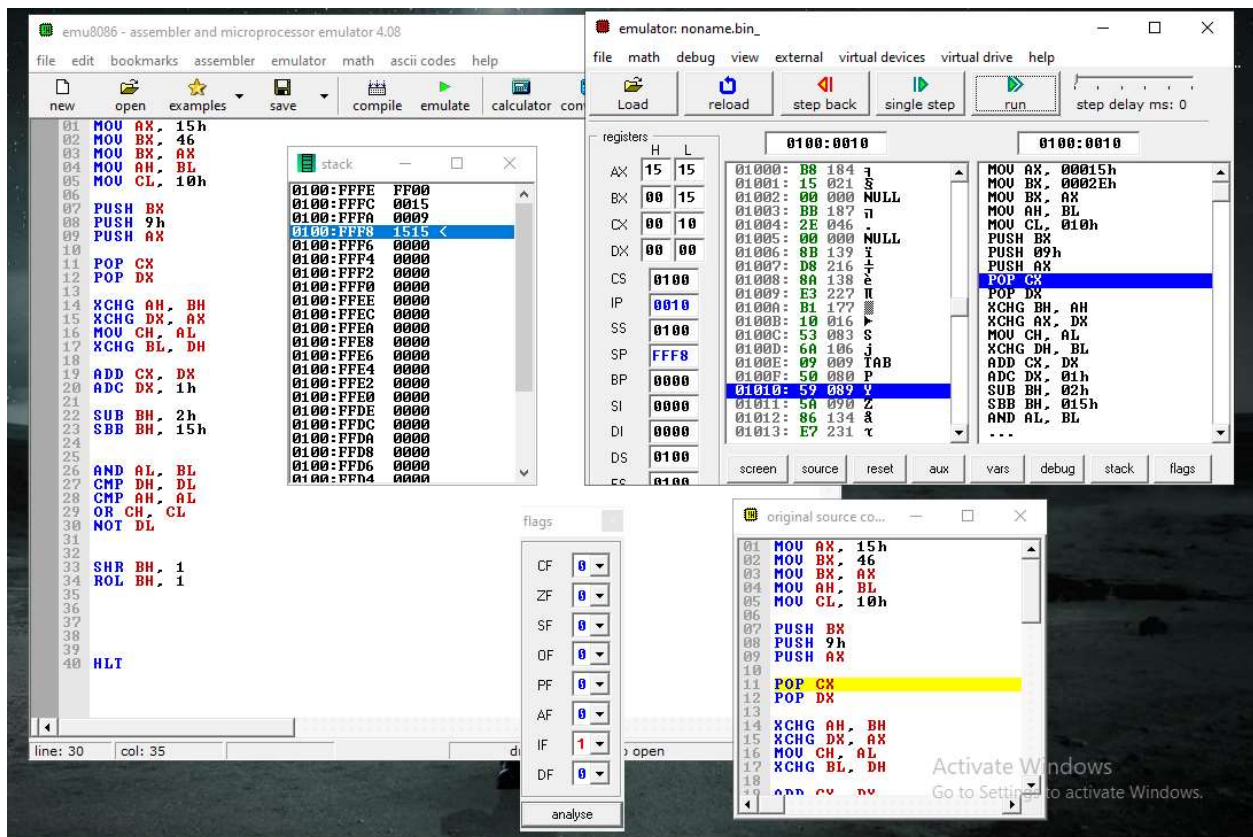 emu8086 - assembler and microprocessor emulator 4.08
file edit bookmarks assembler emulator math ascii codes help
new open examples save compile emulate calculator
01 MOV AX, 15h
02 MOV BX, 46
03 MOV BX, AX
04 MOV AH, BL
05 MOV CL, 10h
06
07 PUSH BX
08 PUSH 9h
09 PUSH AX
10
11 POP CX
12 POP DX
13
14 XCHG AH, BH
15 XCHG DX, AX
16 MOV CH, AL
17 XCHG BL, DH
18
19 ADD CX, DX
20 ADC DX, 1h
21
22 SUB BH, 2h
23 SBB BH, 15h
24
25
26 AND AL, BL
27 CMP DH, DL
28 CMP AH, AL
29 OR CH, CL
30 NOT DL
31
32
33 SHR BH, 1
34 ROL BH, 1
35
36
37
38
39
40 HLT
line: 30 col: 35
open
stack
0100:FFFE FF00
0100:FFFC 0015
0100:FFFA 0009
0100:FFF8 1515 <
0100:FFF6 0000
0100:FFF4 0000
0100:FFF2 0000
0100:FFF0 0000
0100:FFEE 0000
0100:FFEC 0000
0100:FFEA 0000
0100:FFE8 0000
0100:FFE6 0000
0100:FFE4 0000
0100:FFE2 0000
0100:FFE0 0000
0100:FFDE 0000
0100:FFDC 0000
0100:FFDA 0000
0100:FFD8 0000
0100:FFD6 0000
0100:FFD4 0000
emulator: noname.bin_
file math debug view external virtual devices virtual drive help
Load reload step back single step run step delay ms: 0
registers
H L
AX 15 15
BX 00 15
CX 00 10
DX 00 00
CS 0100
IP 0010
SS 0100
SP FFF8
BP 0000
SI 0000
DI 0000
DS 0100
ES 0100
0100:0010
01000: B8 184 ╕
01001: 15 021 §
01002: 00 000 NULL
01003: BB 187 ╗
01004: 2E 046 .
01005: 00 000 NULL
01006: 8B 139 ï
01007: D8 216 ╪
01008: 8A 138 è
01009: E3 227 π
0100A: B1 177 ▒
0100B: 10 016 ►
0100C: 53 083 S
0100D: 6A 106 j
0100E: 09 009 TAB
0100F: 50 080 P
01010: 59 089 Y
01011: 5A 090 Z
01012: 86 134 å
01013: E7 231 τ
0100:0010
MOV AX, 00015h
MOV BX, 0002Eh
MOV BX, AX
MOV AH, BL
MOV CL, 010h
PUSH BX
PUSH 09h
PUSH AX
POP CX
POP DX
XCHG BH, AH
XCHG AX, DX
MOV CH, AL
XCHG DH, BL
ADD CX, DX
ADC DX, 01h
SUB BH, 02h
SBB BH, 015h
AND AL, BL
...
screen source reset aux vars debug stack flags
flags
CF 0
ZF 0
SF 0
OF 0
PF 0
AF 0
IF 1
DF 0
analyse
original source co...
01 MOV AX, 15h
02 MOV BX, 46
03 MOV BX, AX
04 MOV AH, BL
05 MOV CL, 10h
06
07 PUSH BX
08 PUSH 9h
09 PUSH AX
10
11 POP CX
12 POP DX
13
14 XCHG AH, BH
15 XCHG DX, AX
16 MOV CH, AL
17 XCHG BL, DH
18
19 ADD CX, DX
Activate Windows
Go to Settings to activate Windows.